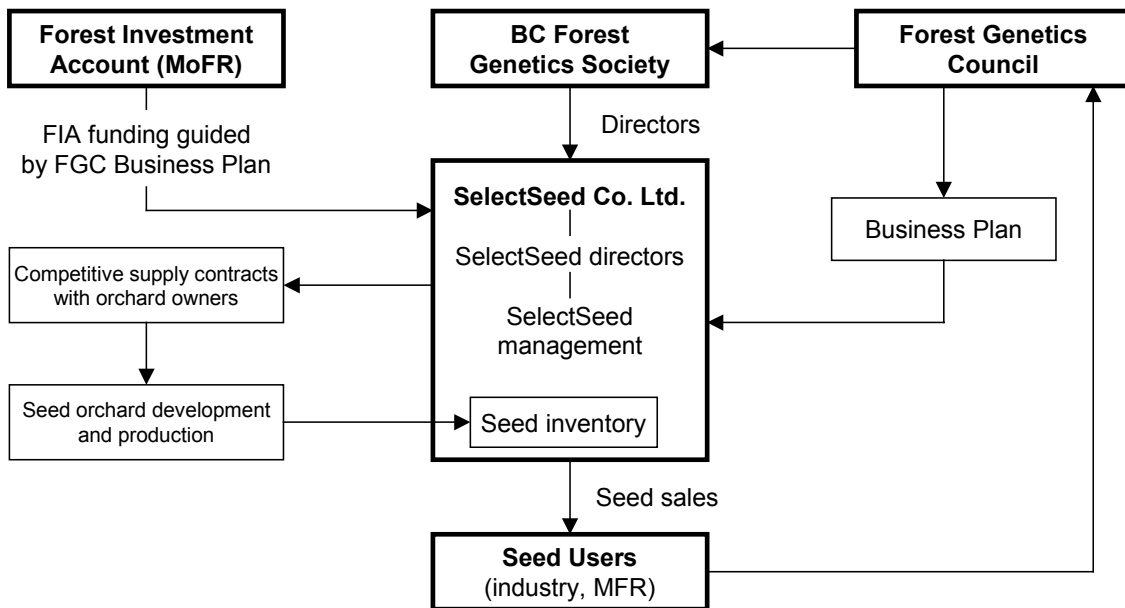 Forest Investment
Account (MoFR)
BC Forest
Genetics Society
Forest Genetics
Council
FIA funding guided
by FGC Business Plan
Directors
SelectSeed Co. Ltd.
SelectSeed directors
SelectSeed
management
Business Plan
Competitive supply contracts
with orchard owners
Seed orchard development
and production
Seed inventory
Seed sales
Seed Users
(industry, MFR)